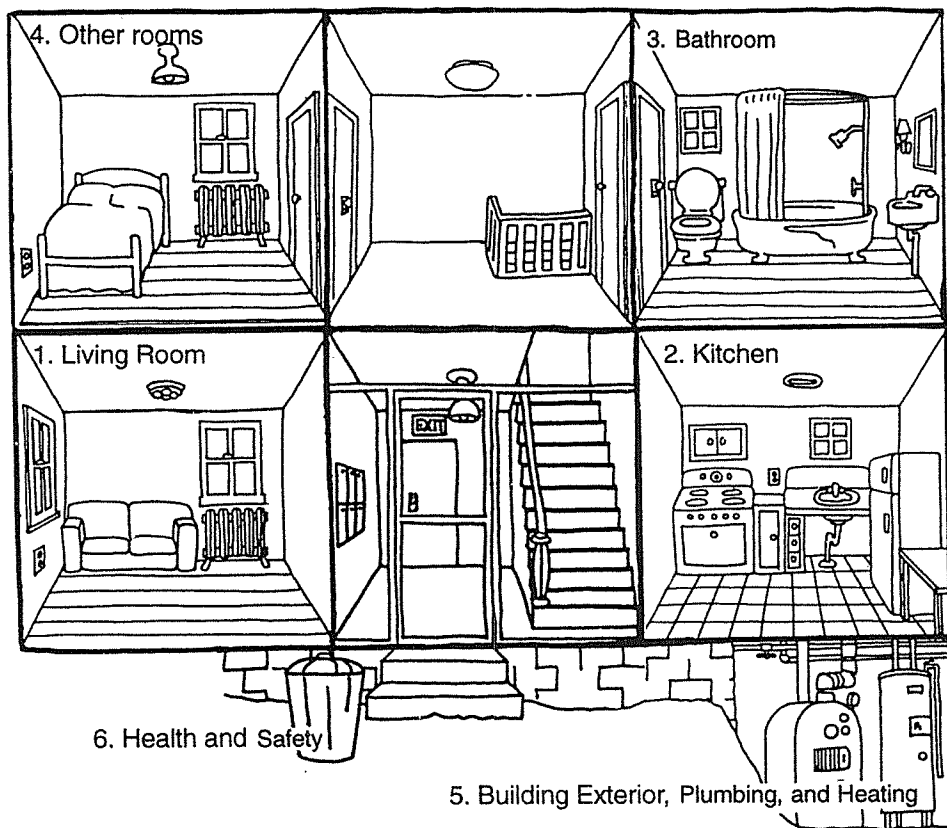 4. Other rooms
3. Bathroom
1. Living Room
2. Kitchen
EXIT
6. Health and Safety
5. Building Exterior, Plumbing, and Heating